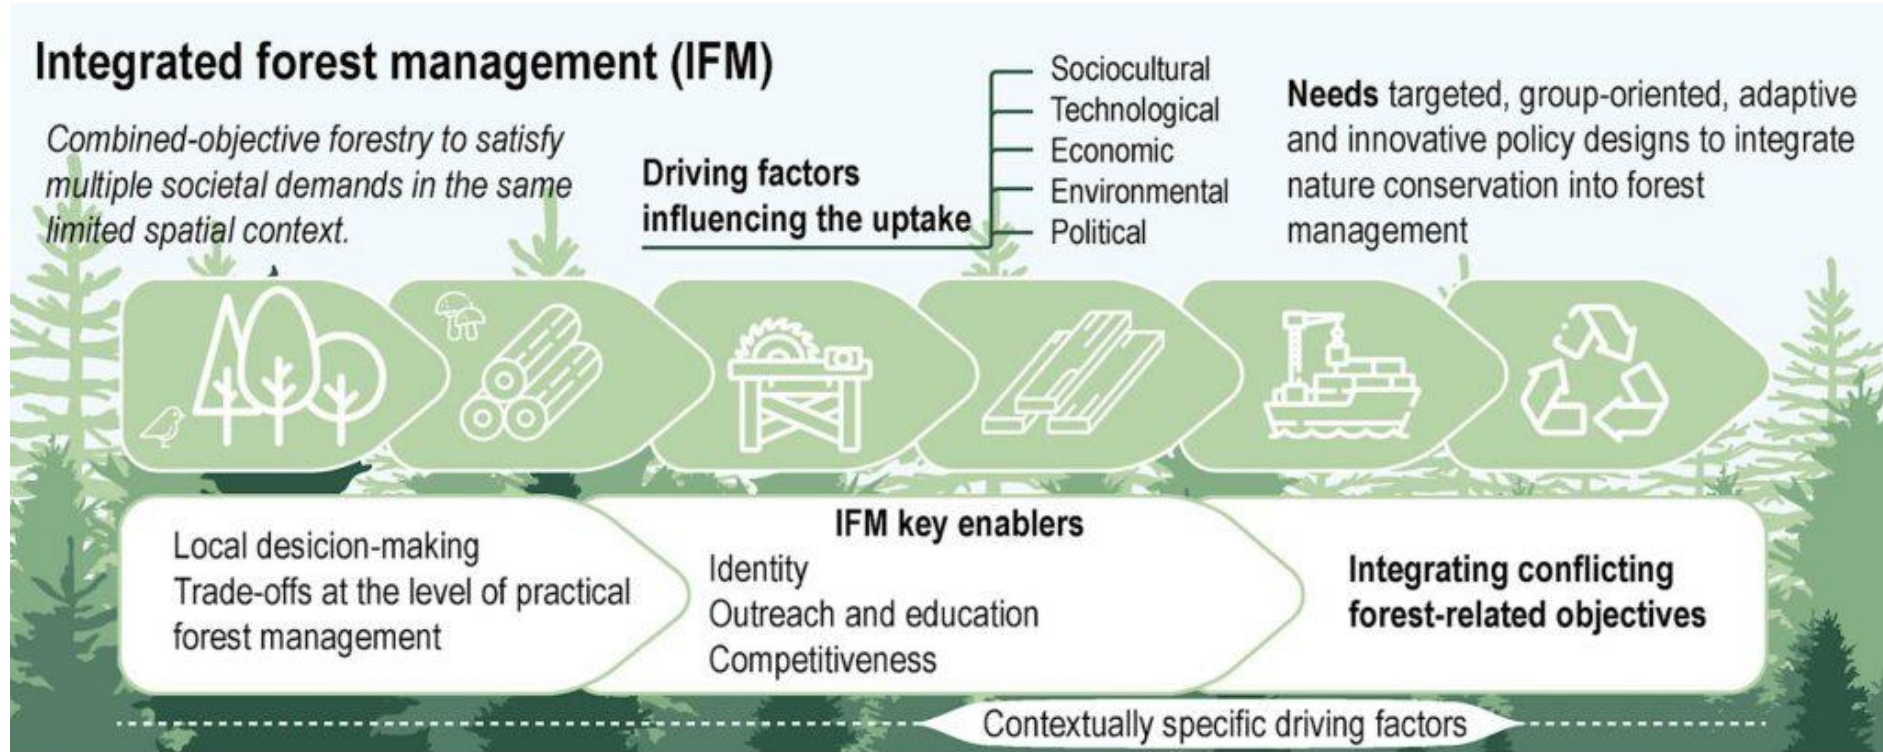 Integrated forest management (IFM)
Combined-objective forestry to satisfy
multiple societal demands in the same
limited spatial context.
Driving factors
influencing the uptake
Sociocultural
Technological
Economic
Environmental
Political
Needs targeted, group-oriented, adaptive
and innovative policy designs to integrate
nature conservation into forest
management
Local desicion-making
Trade-offs at the level of practical
forest management
IFM key enablers
Identity
Outreach and education
Competitiveness
Integrating conflicting
forest-related objectives
Contextually specific driving factors